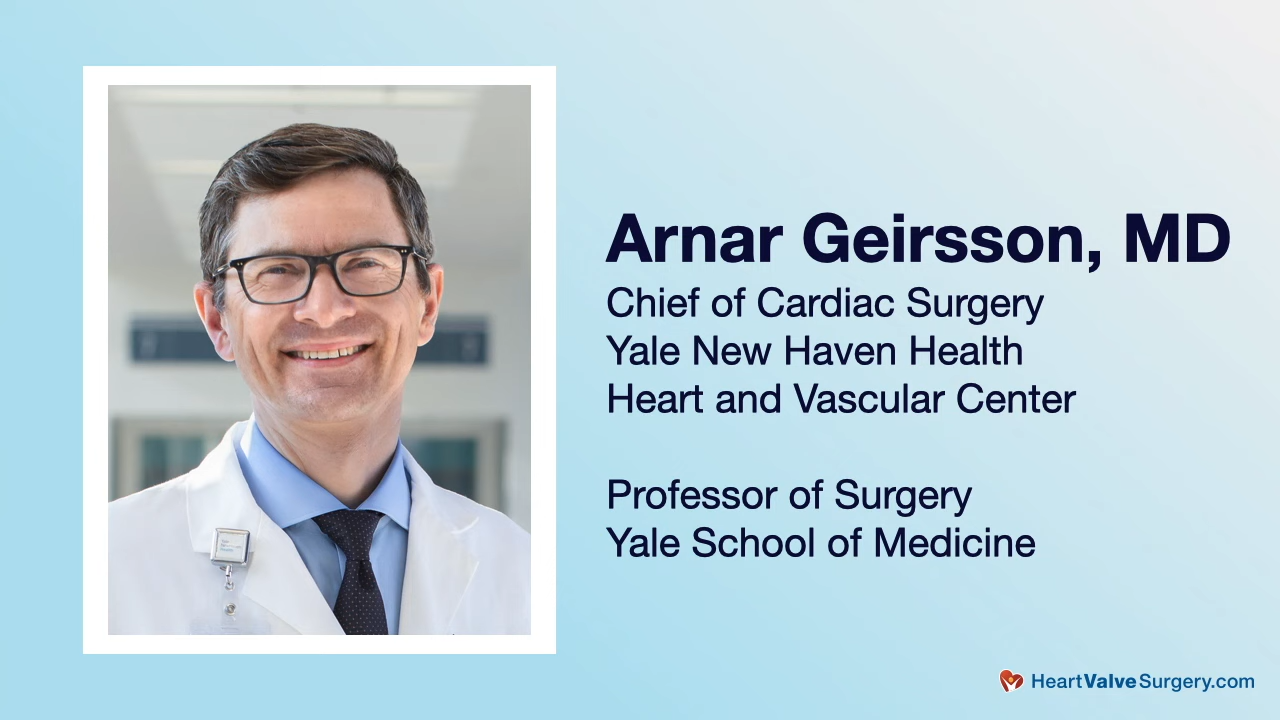 Arnar Geirsson, MD
Chief of Cardiac Surgery
Yale New Haven Health
Heart and Vascular Center
Professor of Surgery
Yale School of Medicine
HeartValveSurgery.com